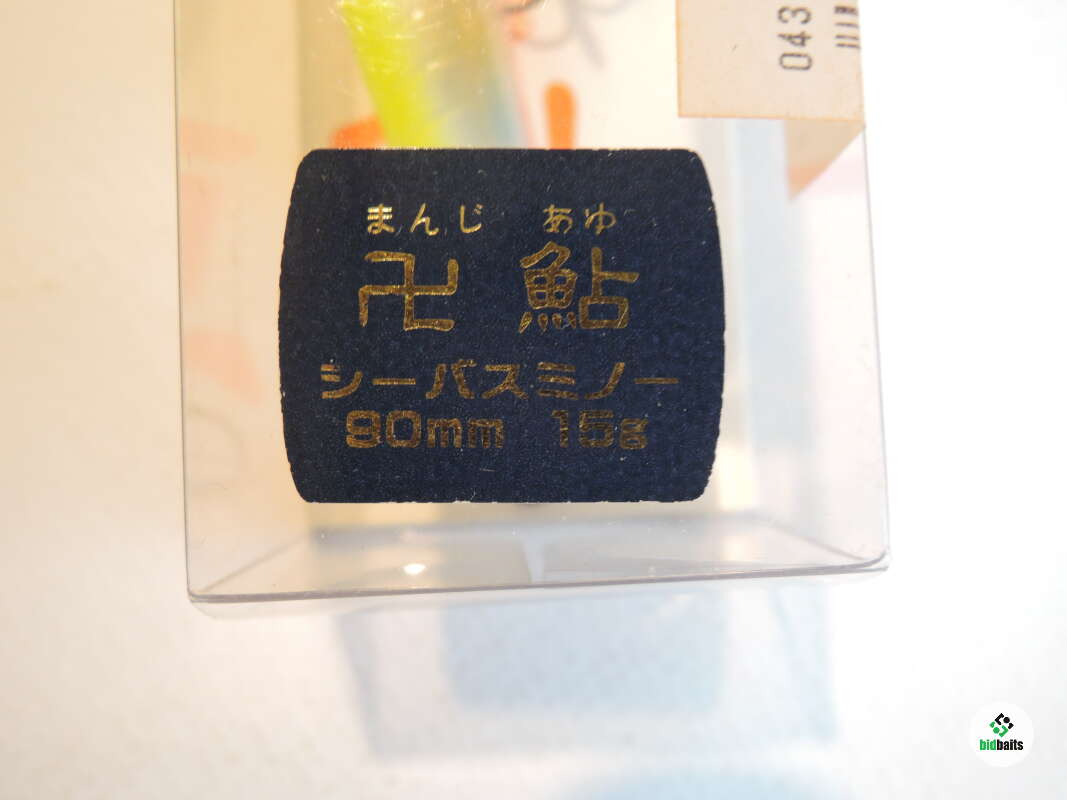 043
まんじ あゆ
卍 鮎
シーバスミノー
90mm 15g
bidbaits